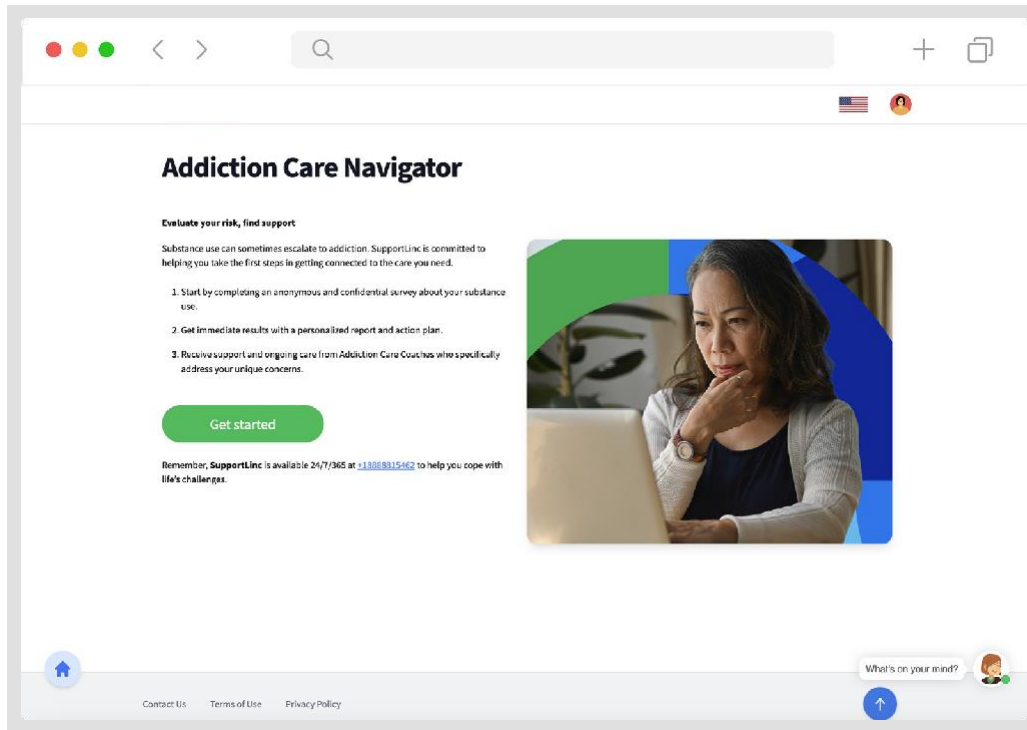 Addiction Care Navigator
Evaluate your risk, find support
Substance use can sometimes escalate to addiction. SupportLinc is committed to
helping you take the first steps in getting connected to the care you need.
1. Start by completing an anonymous and confidential survey about your substance
use.
2. Get immediate results with a personalized report and action plan.
3. Receive support and ongoing care from Addiction Care Coaches who specifically
address your unique concerns.
Get started
Remember, SupportLinc is available 24/7/365 at +18888815462 to help you cope with
life's challenges.
What's on your mind?
Contact Us Terms of Use Privacy Policy